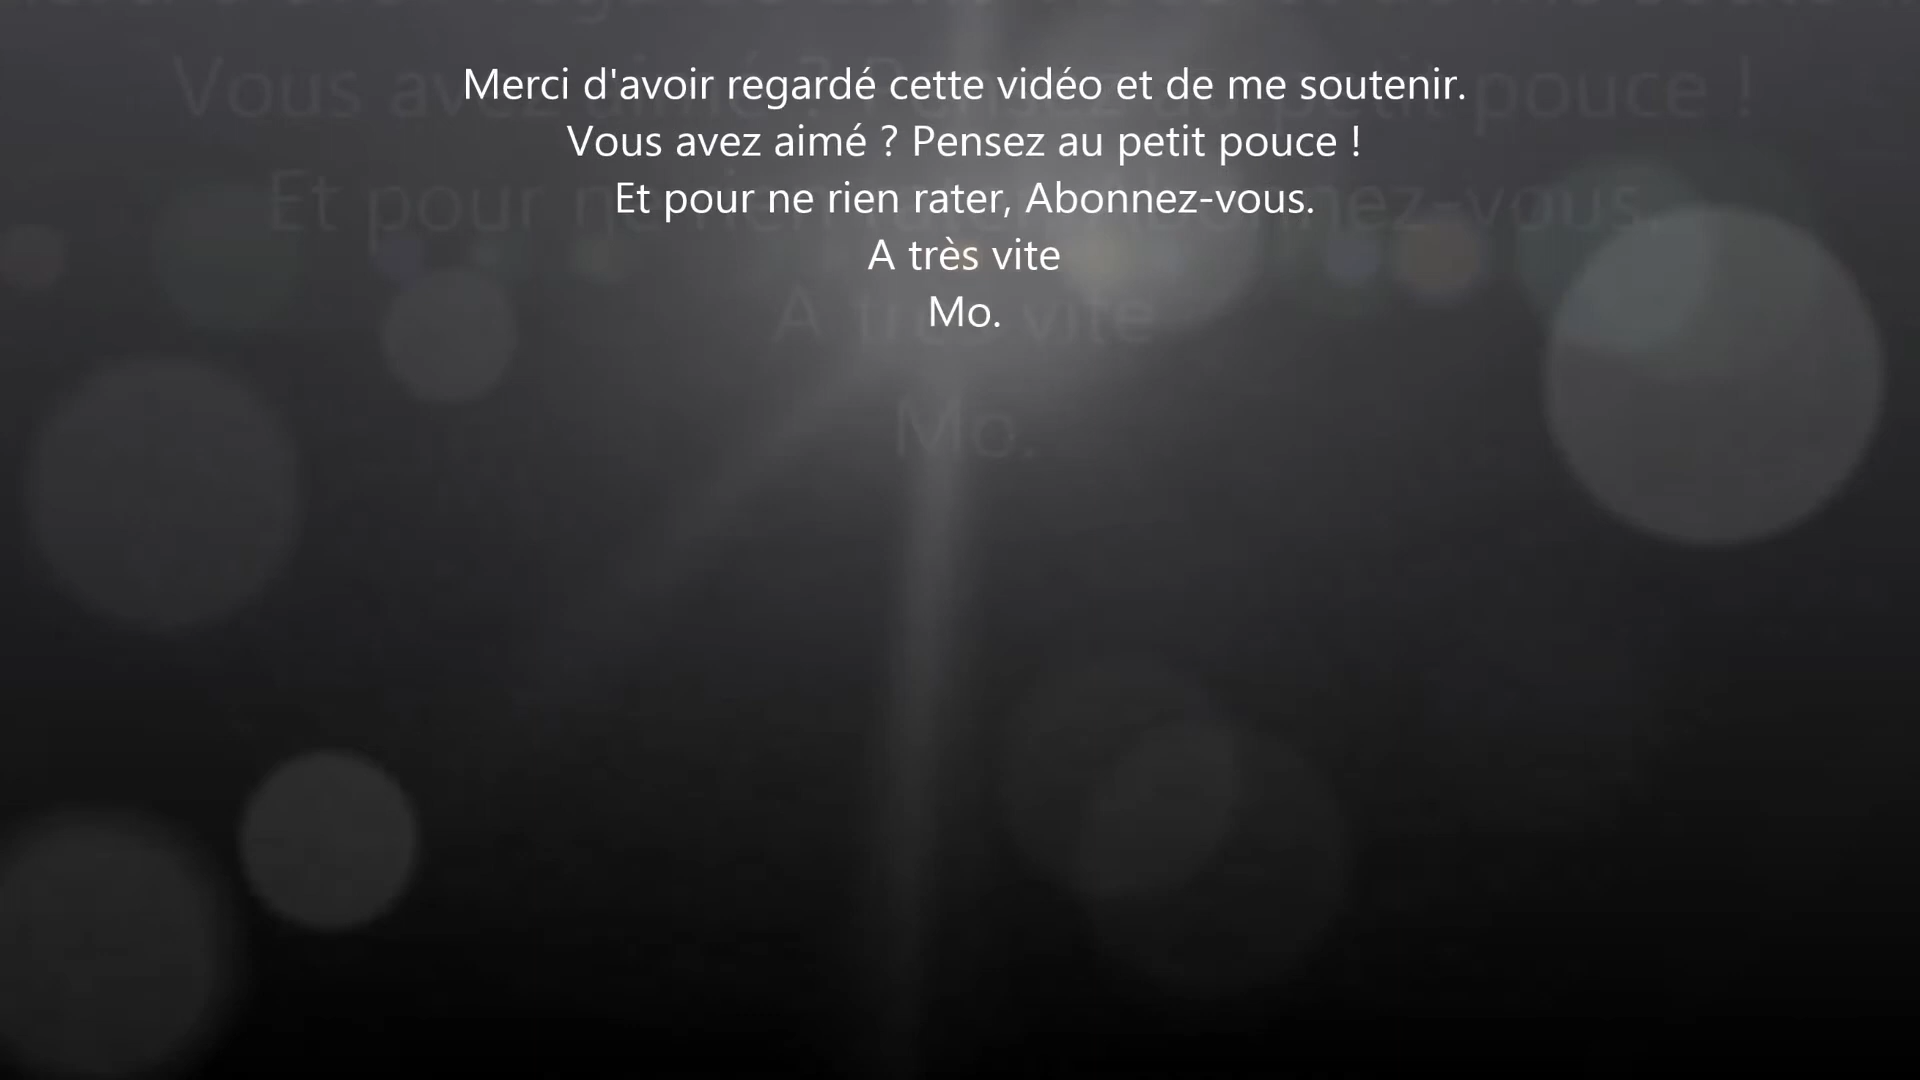 Merci d'avoir regardé cette vidéo et de me soutenir.
Vous avez aimé ? Pensez au petit pouce !
Et pour ne rien rater, Abonnez-vous.
A très vite
Mo.